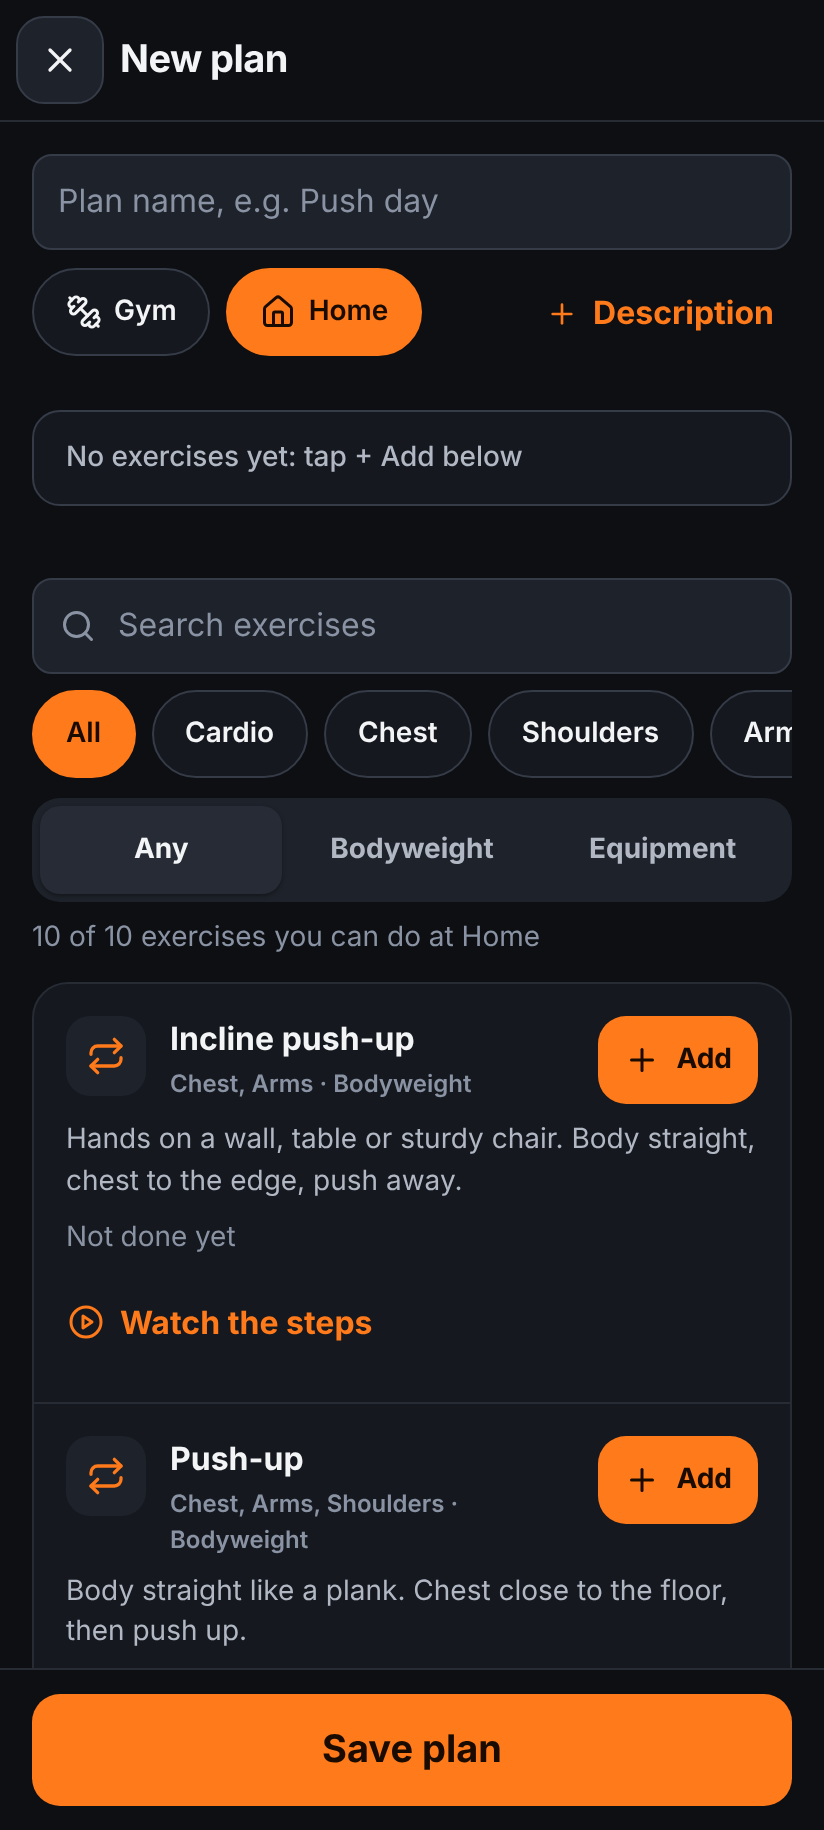 New plan
Plan name, e.g. Push day
Gym
Home
+ Description
No exercises yet: tap + Add below
Search exercises
All
Cardio
Chest
Shoulders
Arm
Any
Bodyweight
Equipment
10 of 10 exercises you can do at Home
Incline push-up
Chest, Arms · Bodyweight
+ Add
Hands on a wall, table or sturdy chair. Body straight,
chest to the edge, push away.
Not done yet
Watch the steps
Push-up
Chest, Arms, Shoulders ·
Bodyweight
+ Add
Body straight like a plank. Chest close to the floor,
then push up.
Save plan